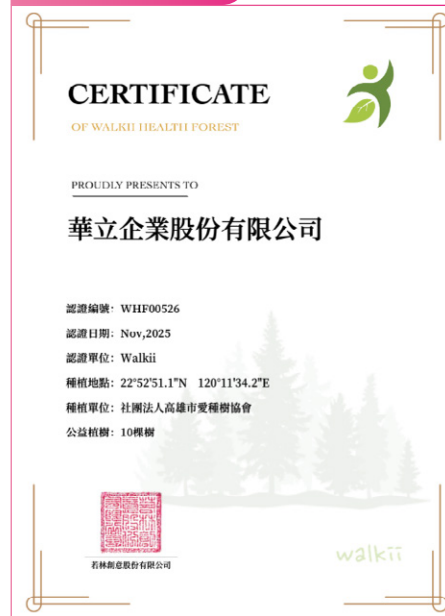 CERTIFICATE
OF WALKII HEALTH FOREST
PROUDLY PRESENTS TO
華立企業股份有限公司
認證編號：WHF00526
認證日期：Nov,2025
認證單位：Walkii
種植地點：22°52'51.1"N 120°11'34.2"E
種植單位：社團法人高雄市愛種樹協會
公益植樹：10棵樹
若林創意股份有限公司
walkii